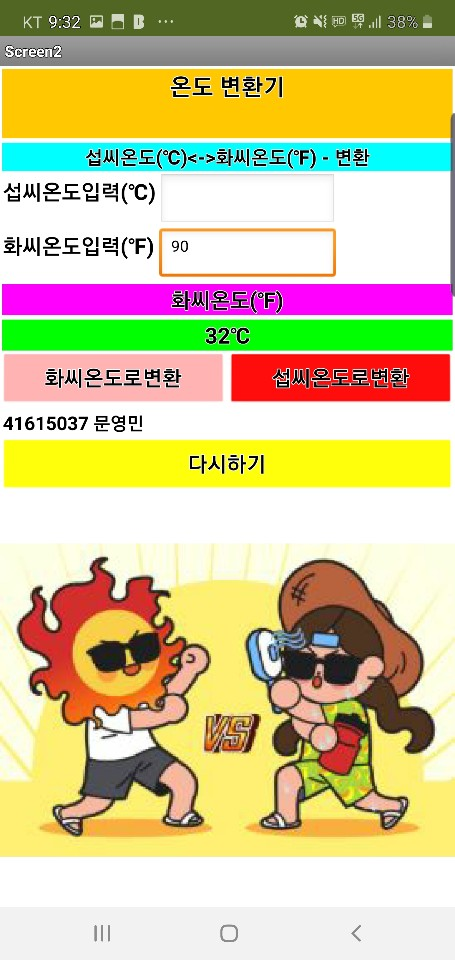 KT 9:32 B ... HD 5G 38%
Screen2
온도 변환기
섭씨온도(℃)<->화씨온도(℉) - 변환
섭씨온도입력(℃)
화씨온도입력(℉) 90
화씨온도(℉)
32℃
화씨온도로변환 섭씨온도로변환
41615037 문영민
다시하기
VS